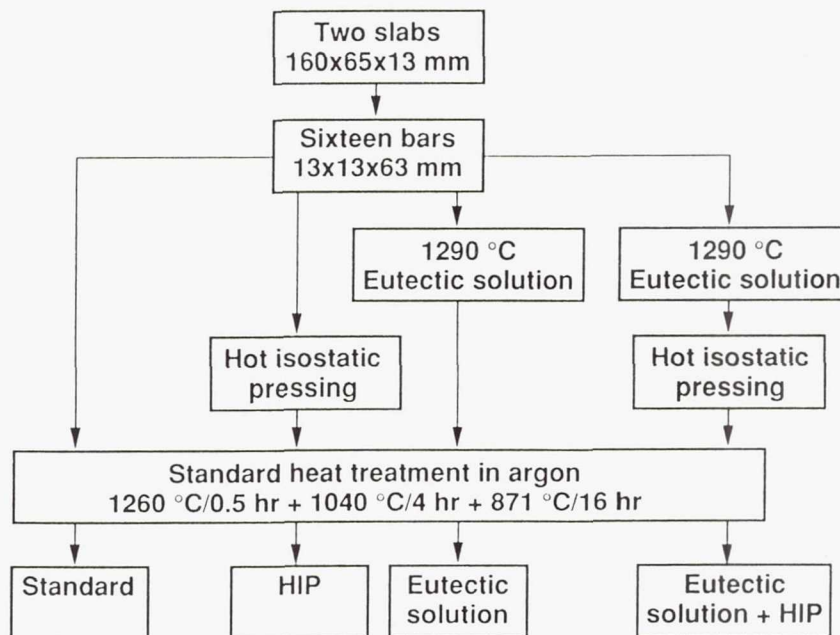 Two slabs
160x65x13 mm
Sixteen bars
13x13x63 mm
1290 °C
Eutectic solution
1290 °C
Eutectic solution
Hot isostatic
pressing
Hot isostatic
pressing
Standard heat treatment in argon
1260 °C/0.5 hr + 1040 °C/4 hr + 871 °C/16 hr
Standard
HIP
Eutectic
solution
Eutectic
solution + HIP